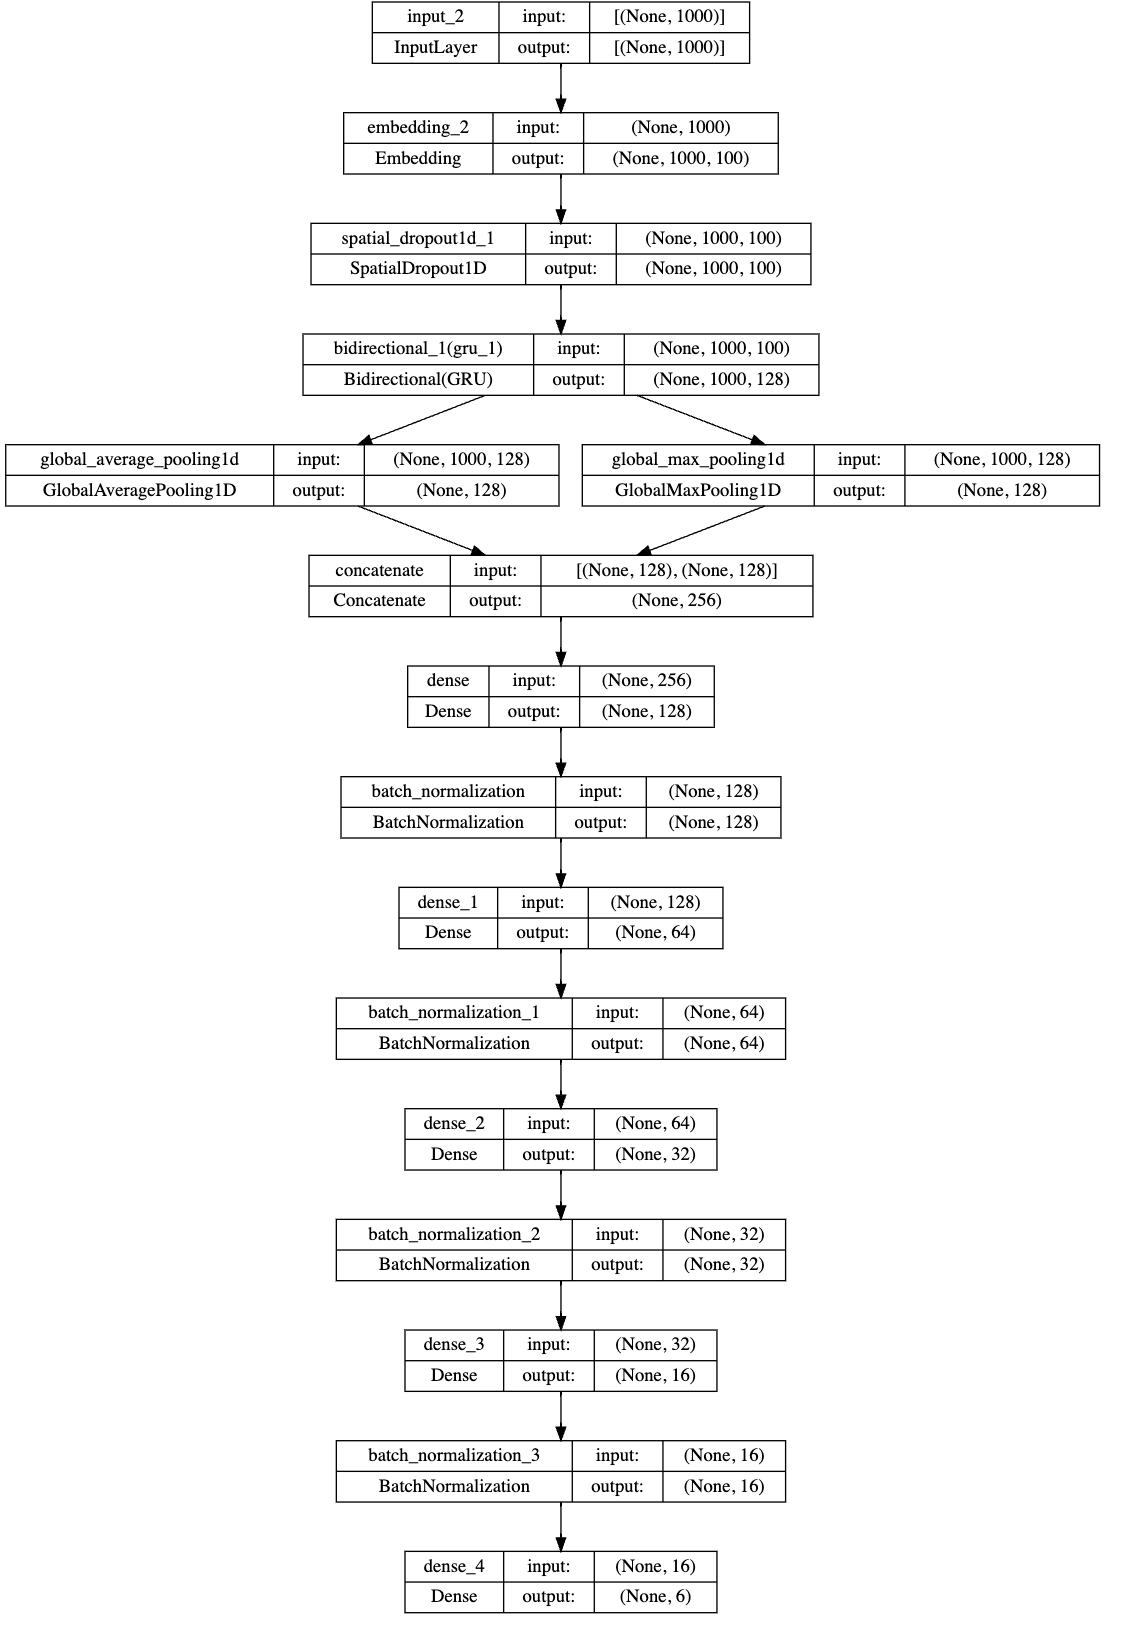 input_2 input: [(None, 1000)]
InputLayer output: [(None, 1000)]
embedding_2 input: (None, 1000)
Embedding output: (None, 1000, 100)
spatial_dropout1d_1 input: (None, 1000, 100)
SpatialDropout1D output: (None, 1000, 100)
bidirectional_1(gru_1) input: (None, 1000, 100)
Bidirectional(GRU) output: (None, 1000, 128)
global_average_pooling1d input: (None, 1000, 128)
GlobalAveragePooling1D output: (None, 128)
global_max_pooling1d input: (None, 1000, 128)
GlobalMaxPooling1D output: (None, 128)
concatenate input: [(None, 128), (None, 128)]
Concatenate output: (None, 256)
dense input: (None, 256)
Dense output: (None, 128)
batch_normalization input: (None, 128)
BatchNormalization output: (None, 128)
dense_1 input: (None, 128)
Dense output: (None, 64)
batch_normalization_1 input: (None, 64)
BatchNormalization output: (None, 64)
dense_2 input: (None, 64)
Dense output: (None, 32)
batch_normalization_2 input: (None, 32)
BatchNormalization output: (None, 32)
dense_3 input: (None, 32)
Dense output: (None, 16)
batch_normalization_3 input: (None, 16)
BatchNormalization output: (None, 16)
dense_4 input: (None, 16)
Dense output: (None, 6)